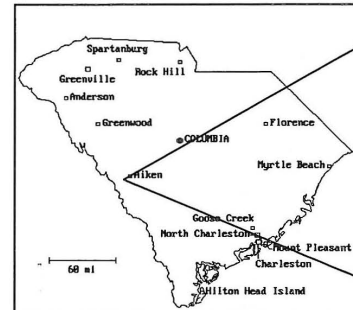 Spartanburg
Rock Hill
Greenville
Anderson
Greenwood
Florence
COLUMBIA
Myrtle Beach
Aiken
Goose Creek
North Charleston
Mount Pleasant
60 mi
Charleston
Hilton Head Island